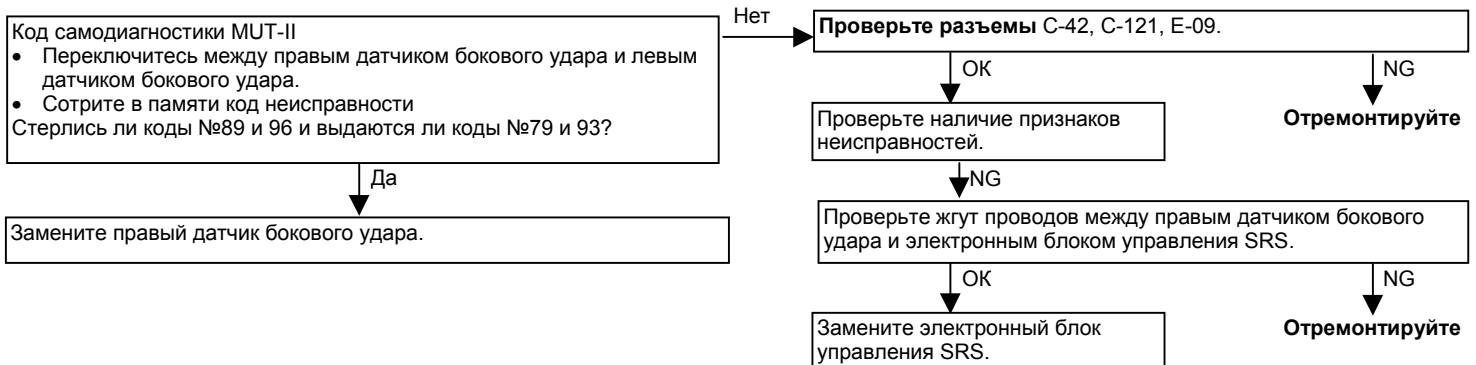 Код самодиагностики MUT-II
• Переключитесь между правым датчиком бокового удара и левым
датчиком бокового удара.
• Сотрите в памяти код неисправности
Стерлись ли коды №89 и 96 и выдаются ли коды №79 и 93?
Нет
Проверьте разъемы С-42, С-121, Е-09.
ОК
NG
Проверьте наличие признаков
неисправностей.
Отремонтируйте
Да
NG
Замените правый датчик бокового удара.
Проверьте жгут проводов между правым датчиком бокового
удара и электронным блоком управления SRS.
ОК
NG
Замените электронный блок
управления SRS.
Отремонтируйте